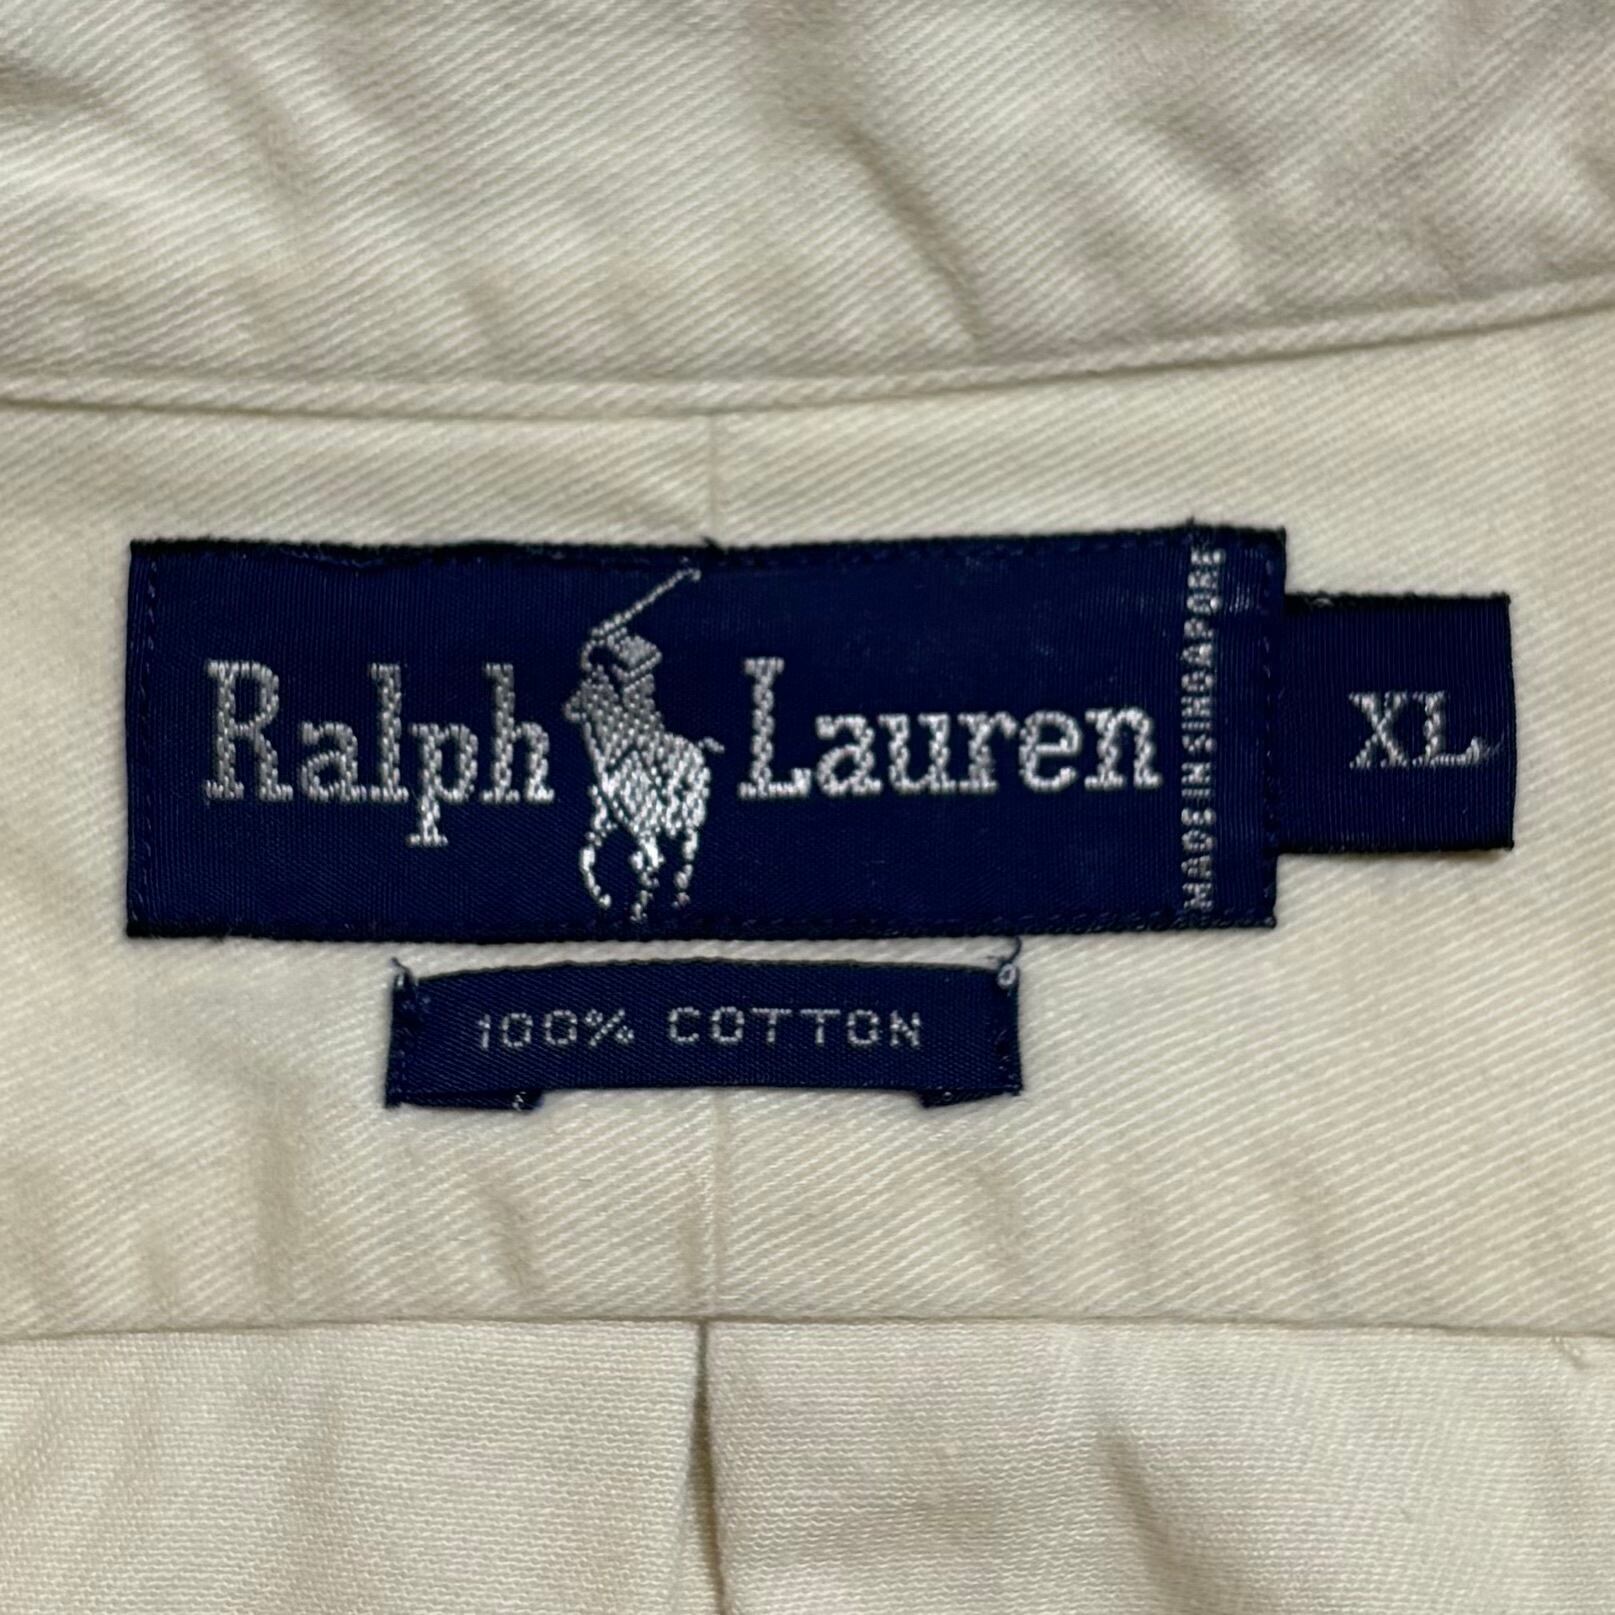 Ralph Lauren
MADE IN SINGAPORE
XL
100% COTTON